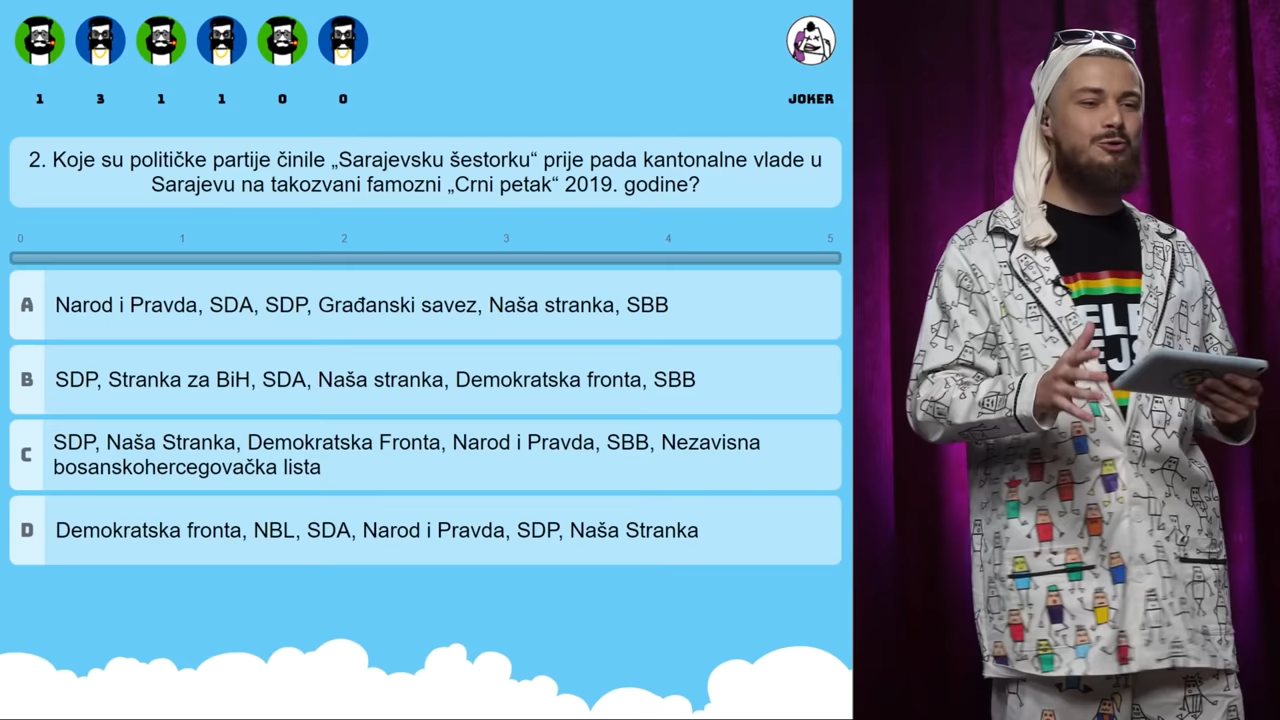 1 3 1 1 0 0 JOKER
2. Koje su političke partije činile „Sarajevsku šestorku“ prije pada kantonalne vlade u
Sarajevu na takozvani famozni „Crni petak“ 2019. godine?
0 1 2 3 4 5
A Narod i Pravda, SDA, SDP, Građanski savez, Naša stranka, SBB
B SDP, Stranka za BiH, SDA, Naša stranka, Demokratska fronta, SBB
C SDP, Naša Stranka, Demokratska Fronta, Narod i Pravda, SBB, Nezavisna
bosanskohercegovačka lista
D Demokratska fronta, NBL, SDA, Narod i Pravda, SDP, Naša Stranka